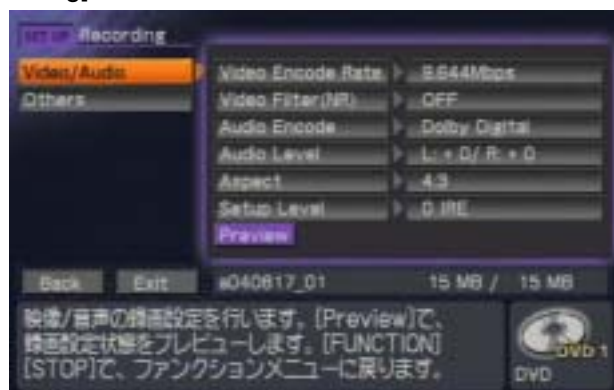 SET UP Recording
Video/Audio
Others
Video Encode Rate 9.644Mbps
Video Filter(NR) OFF
Audio Encode Dolby Digital
Audio Level L: + 0/ R: + 0
Aspect 4:3
Setup Level 0 IRE
Preview
Back Exit a040617_01 15 MB / 15 MB
映像/音声の録画設定を行います。[Preview]で、
録画設定状態をプレビューします。[FUNCTION]
[STOP]で、ファンクションメニューに戻ります。
DVD 1
DVD